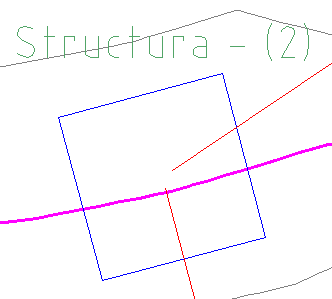 Structura - (2)